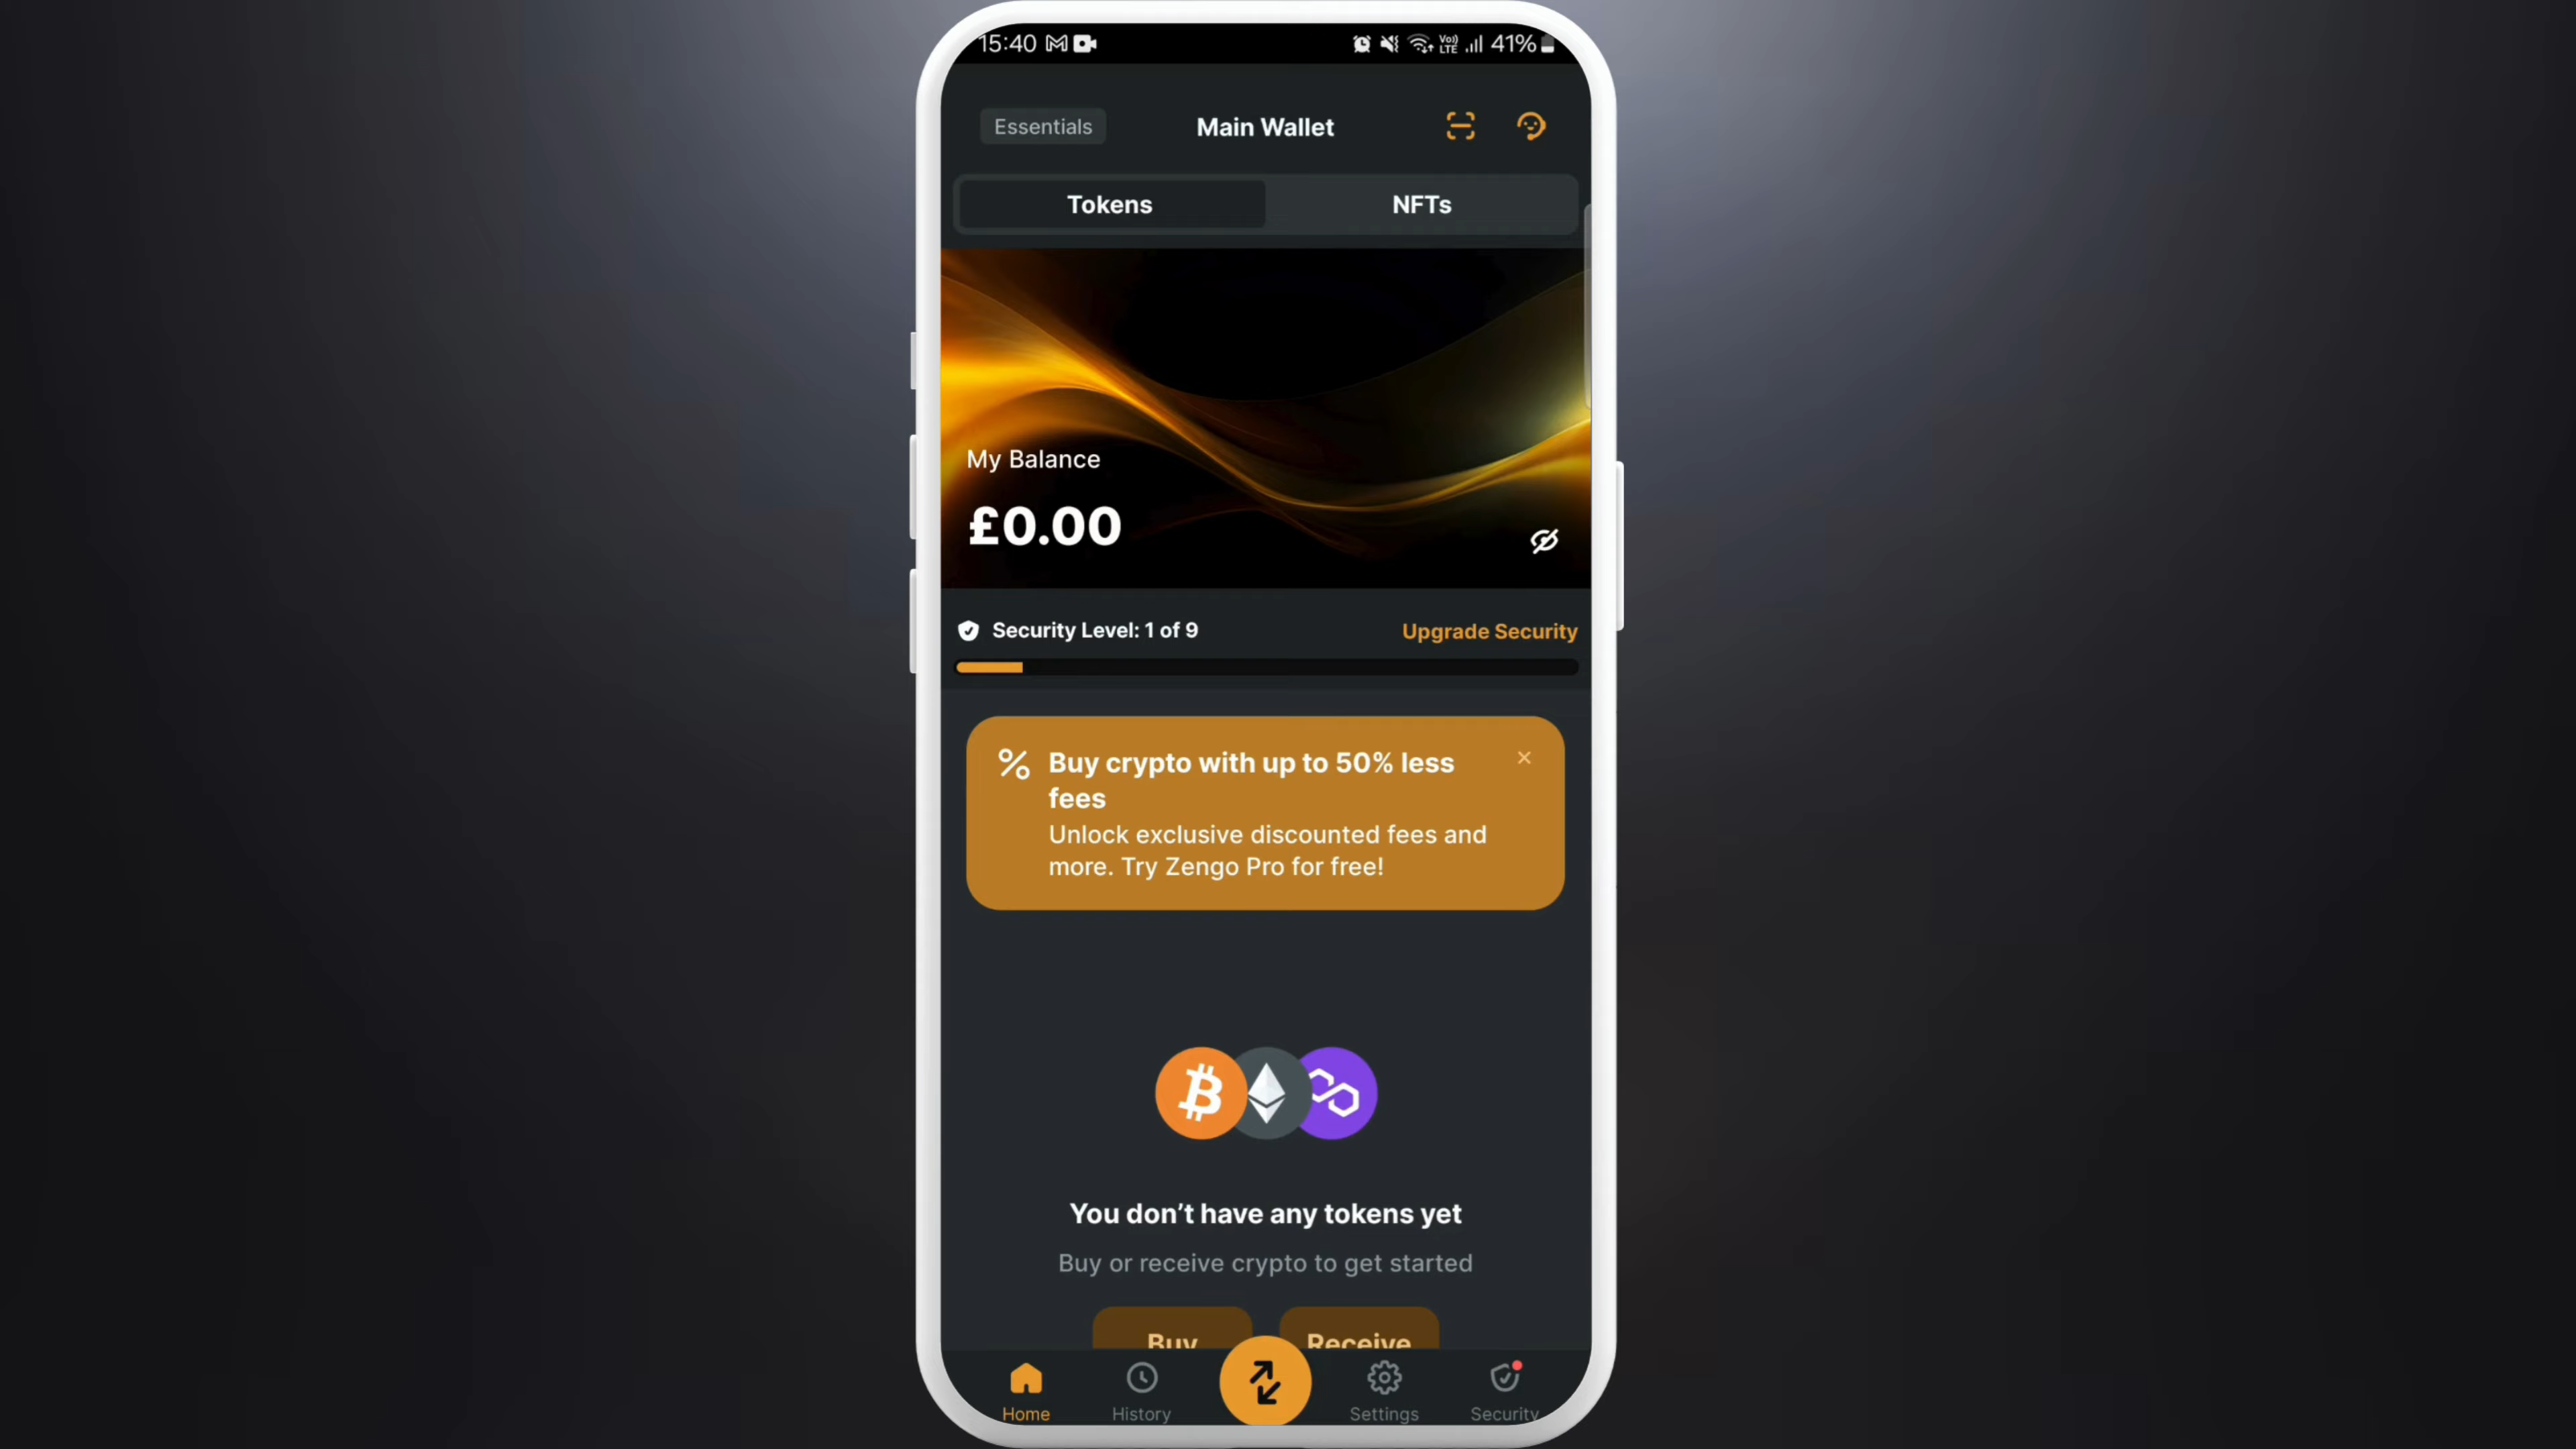 15:40
Vo))
LTE
41%
Essentials
Main Wallet
Tokens
NFTs
My Balance
£0.00
Security Level: 1 of 9
Upgrade Security
Buy crypto with up to 50% less
fees
Unlock exclusive discounted fees and
more. Try Zengo Pro for free!
You don’t have any tokens yet
Buy or receive crypto to get started
Buy
Receive
Home
History
Settings
Security